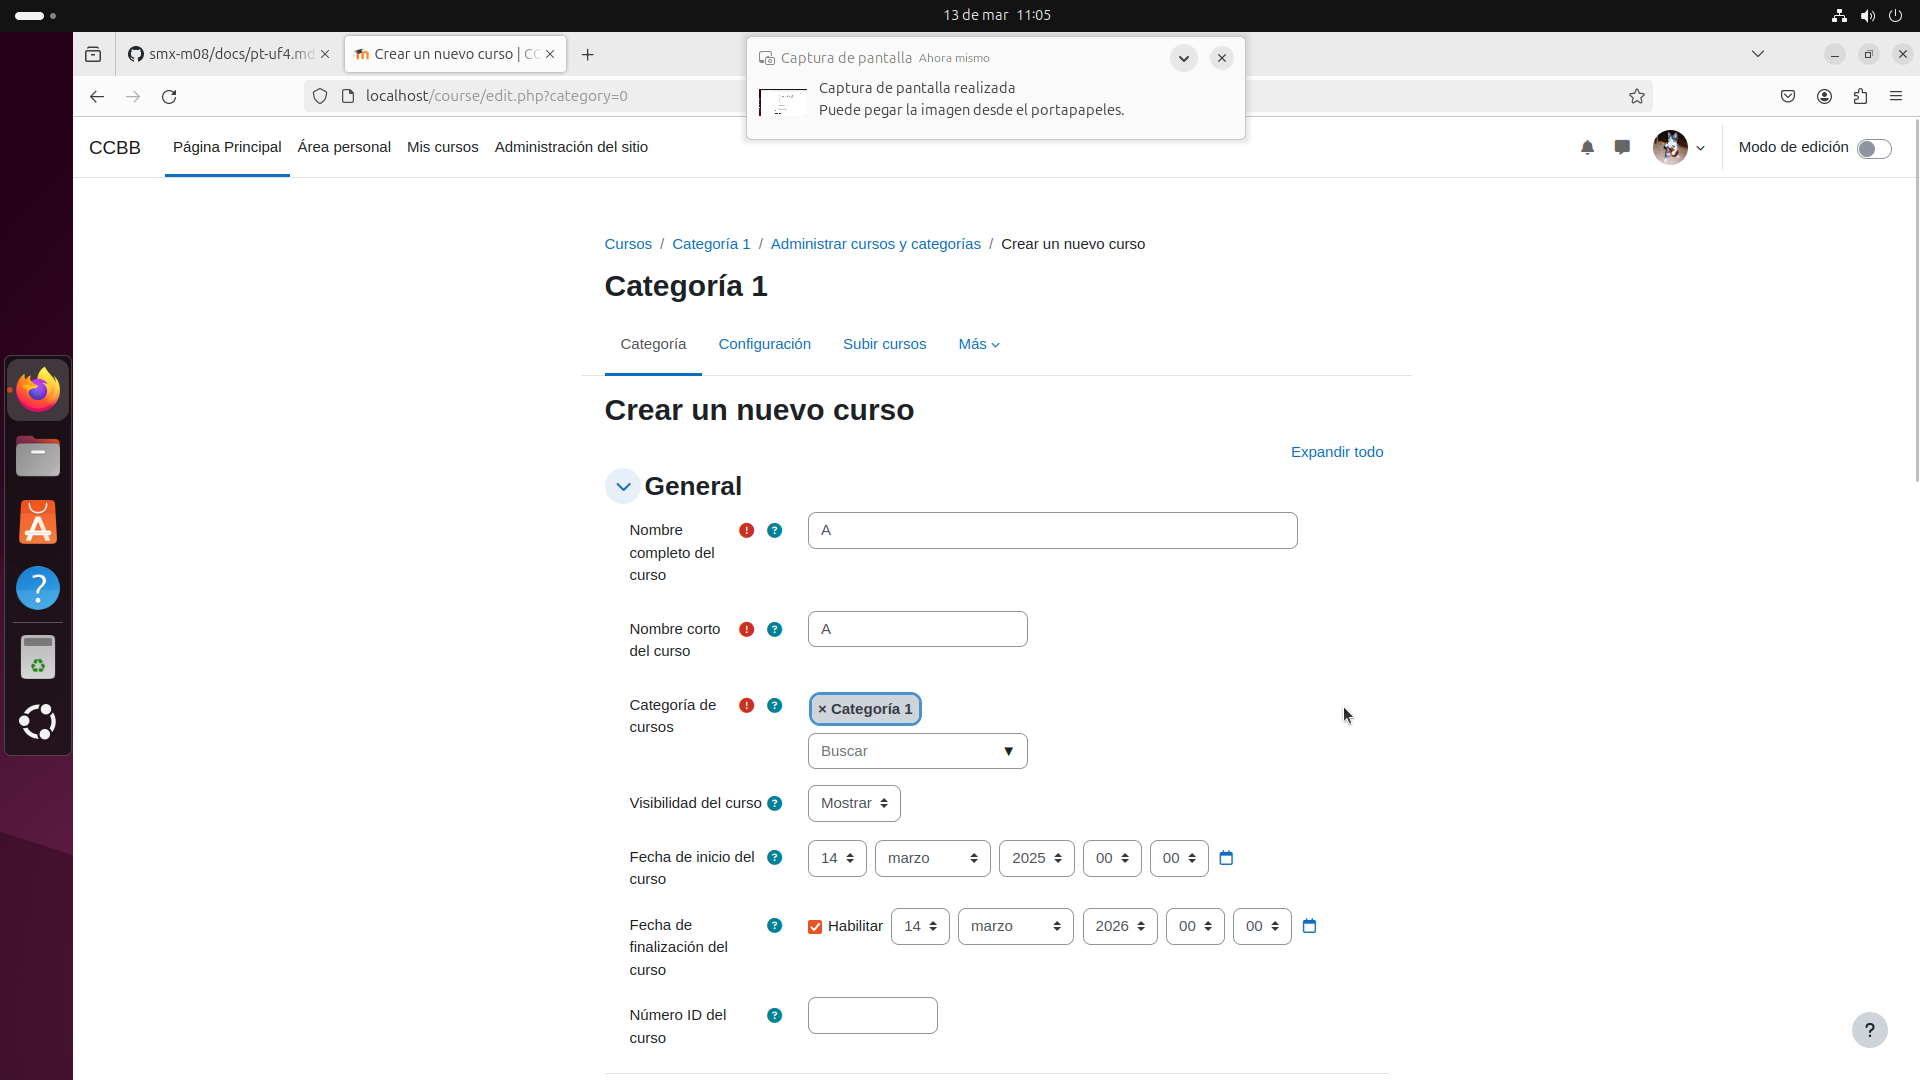 13 de mar 11:05
smx-m08/docs/pt-uf4.md
Crear un nuevo curso | CC
localhost/course/edit.php?category=0
Captura de pantalla Ahora mismo
Captura de pantalla realizada
Puede pegar la imagen desde el portapapeles.
CCBB Página Principal Área personal Mis cursos Administración del sitio Modo de edición
Cursos / Categoría 1 / Administrar cursos y categorías / Crear un nuevo curso
Categoría 1
Categoría Configuración Subir cursos Más
Crear un nuevo curso
Expandir todo
General
Nombre
completo del
curso
A
Nombre corto
del curso
A
Categoría de
cursos
× Categoría 1
Buscar ▼
Visibilidad del curso Mostrar
Fecha de inicio del
curso
14 marzo 2025 00 00
Fecha de
finalización del
curso
Habilitar 14 marzo 2026 00 00
Número ID del
curso
?